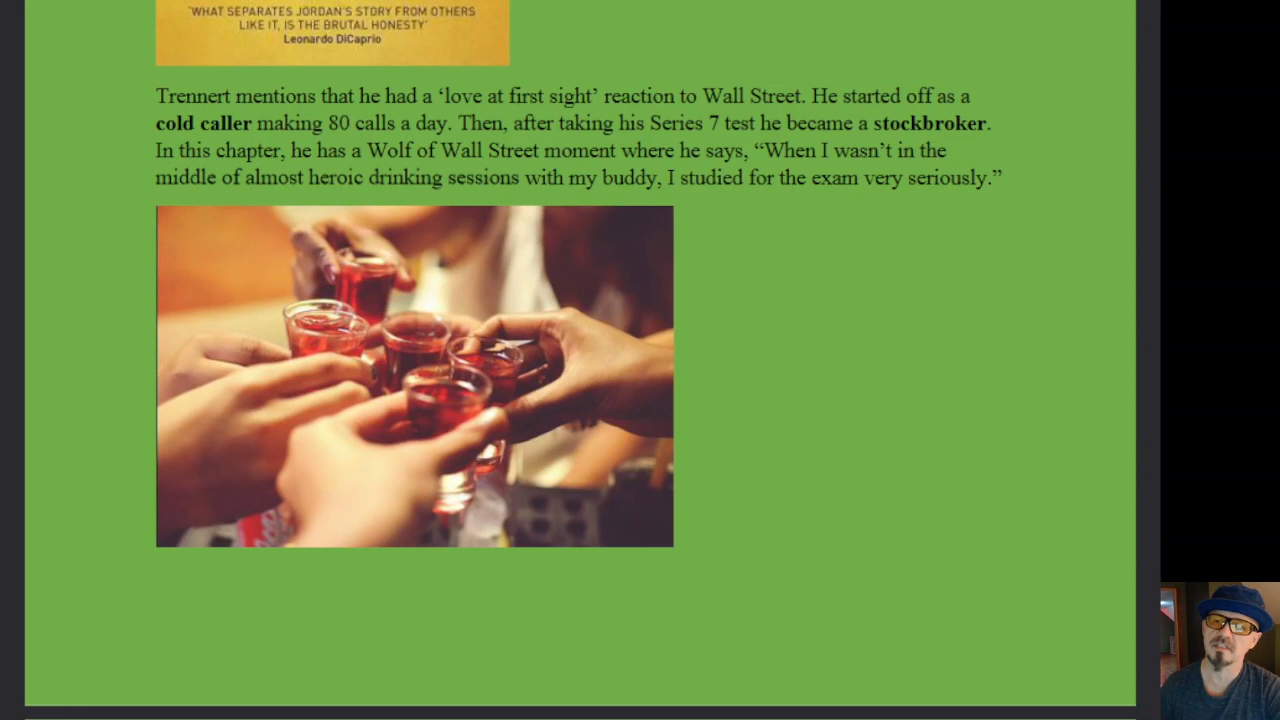 "WHAT SEPARATES JORDAN'S STORY FROM OTHERS
LIKE IT, IS THE BRUTAL HONESTY"
Leonardo DiCaprio
Trennert mentions that he had a ‘love at first sight’ reaction to Wall Street. He started off as a
cold caller making 80 calls a day. Then, after taking his Series 7 test he became a stockbroker.
In this chapter, he has a Wolf of Wall Street moment where he says, “When I wasn’t in the
middle of almost heroic drinking sessions with my buddy, I studied for the exam very seriously.”